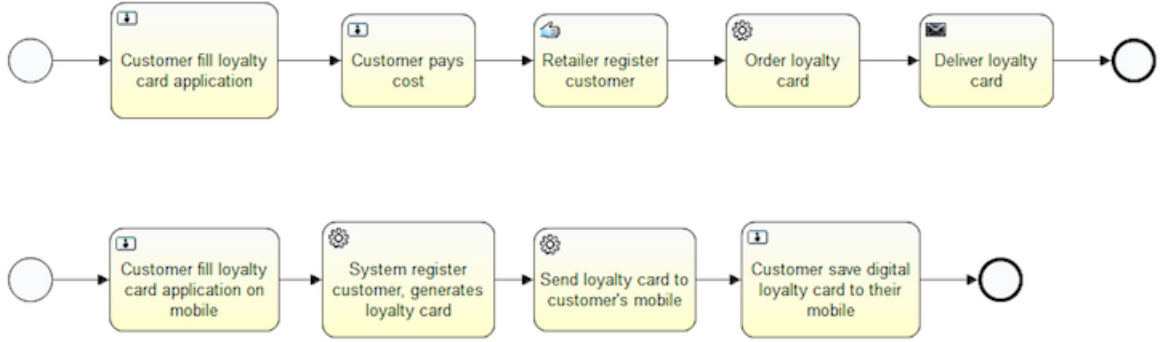 Customer fill loyalty
card application
Customer pays
cost
Retailer register
customer
Order loyalty
card
Deliver loyalty
card
Customer fill loyalty
card application on
mobile
System register
customer, generates
loyalty card
Send loyalty card to
customer's mobile
Customer save digital
loyalty card to their
mobile